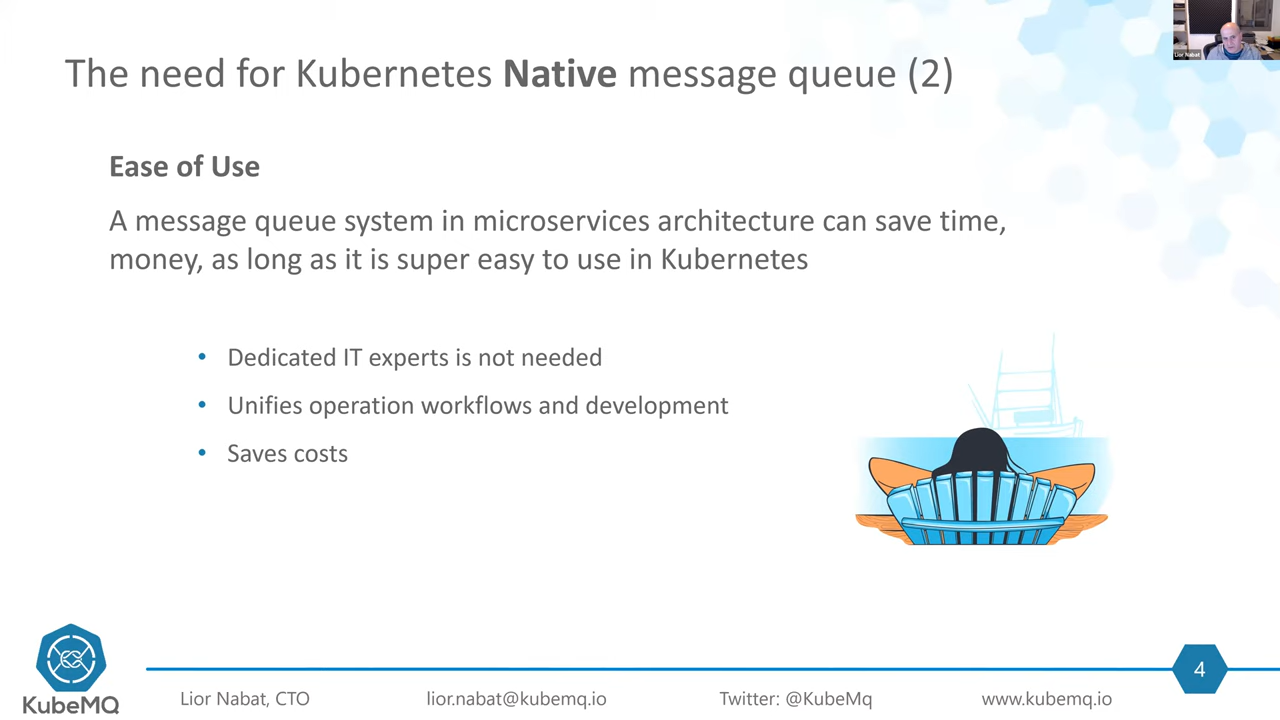 Lior Nabat
The need for Kubernetes Native message queue (2)
Ease of Use
A message queue system in microservices architecture can save time,
money, as long as it is super easy to use in Kubernetes
• Dedicated IT experts is not needed
• Unifies operation workflows and development
• Saves costs
4
KubeMQ
Lior Nabat, CTO
lior.nabat@kubemq.io
Twitter: @KubeMq
www.kubemq.io